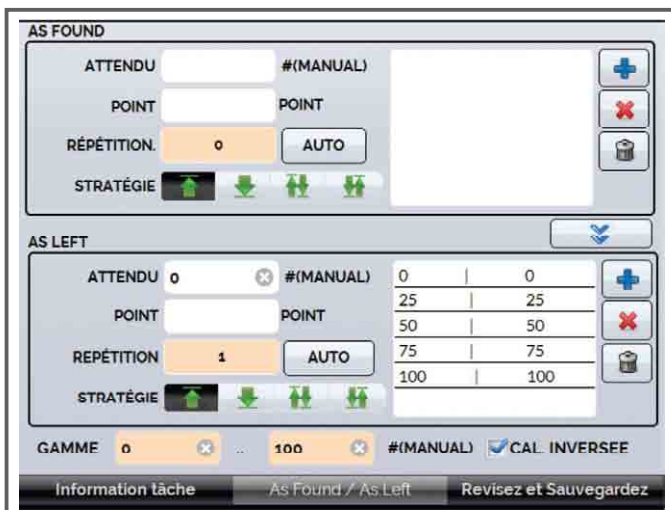 AS FOUND
ATTENDU #(MANUAL)
POINT POINT
RÉPÉTITION. 0 AUTO
STRATÉGIE
AS LEFT
ATTENDU 0 #(MANUAL) 0 | 0
25 | 25
POINT POINT 50 | 50
REPÉTITION 1 AUTO 75 | 75
100 | 100
STRATÉGIE
GAMME 0 .. 100 #(MANUAL) CAL. INVERSEE
Information tâche As Found / As Left Revisez et Sauvegardez